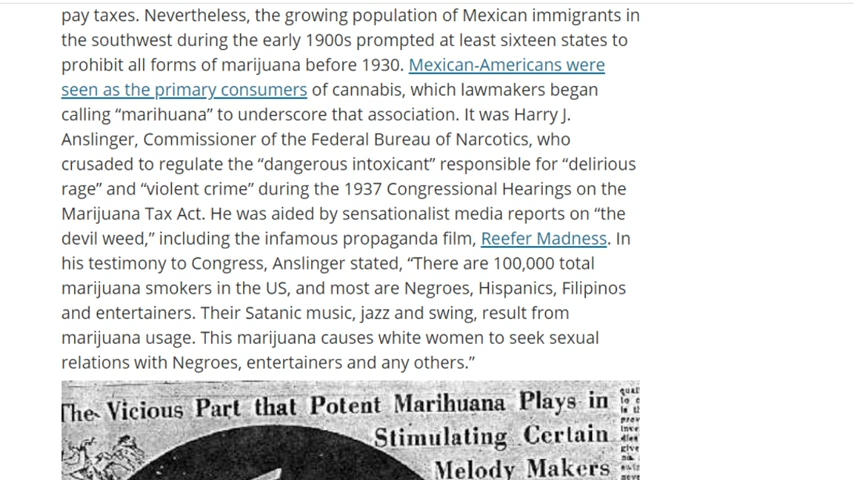 pay taxes. Nevertheless, the growing population of Mexican immigrants in
the southwest during the early 1900s prompted at least sixteen states to
prohibit all forms of marijuana before 1930. Mexican-Americans were
seen as the primary consumers of cannabis, which lawmakers began
calling “marihuana” to underscore that association. It was Harry J.
Anslinger, Commissioner of the Federal Bureau of Narcotics, who
crusaded to regulate the “dangerous intoxicant” responsible for “delirious
rage” and “violent crime” during the 1937 Congressional Hearings on the
Marijuana Tax Act. He was aided by sensationalist media reports on “the
devil weed,” including the infamous propaganda film, Reefer Madness. In
his testimony to Congress, Anslinger stated, “There are 100,000 total
marijuana smokers in the US, and most are Negroes, Hispanics, Filipinos
and entertainers. Their Satanic music, jazz and swing, result from
marijuana usage. This marijuana causes white women to seek sexual
relations with Negroes, entertainers and any others.”
The Vicious Part that Potent Marihuana Plays in
Stimulating Certain
Melody Makers